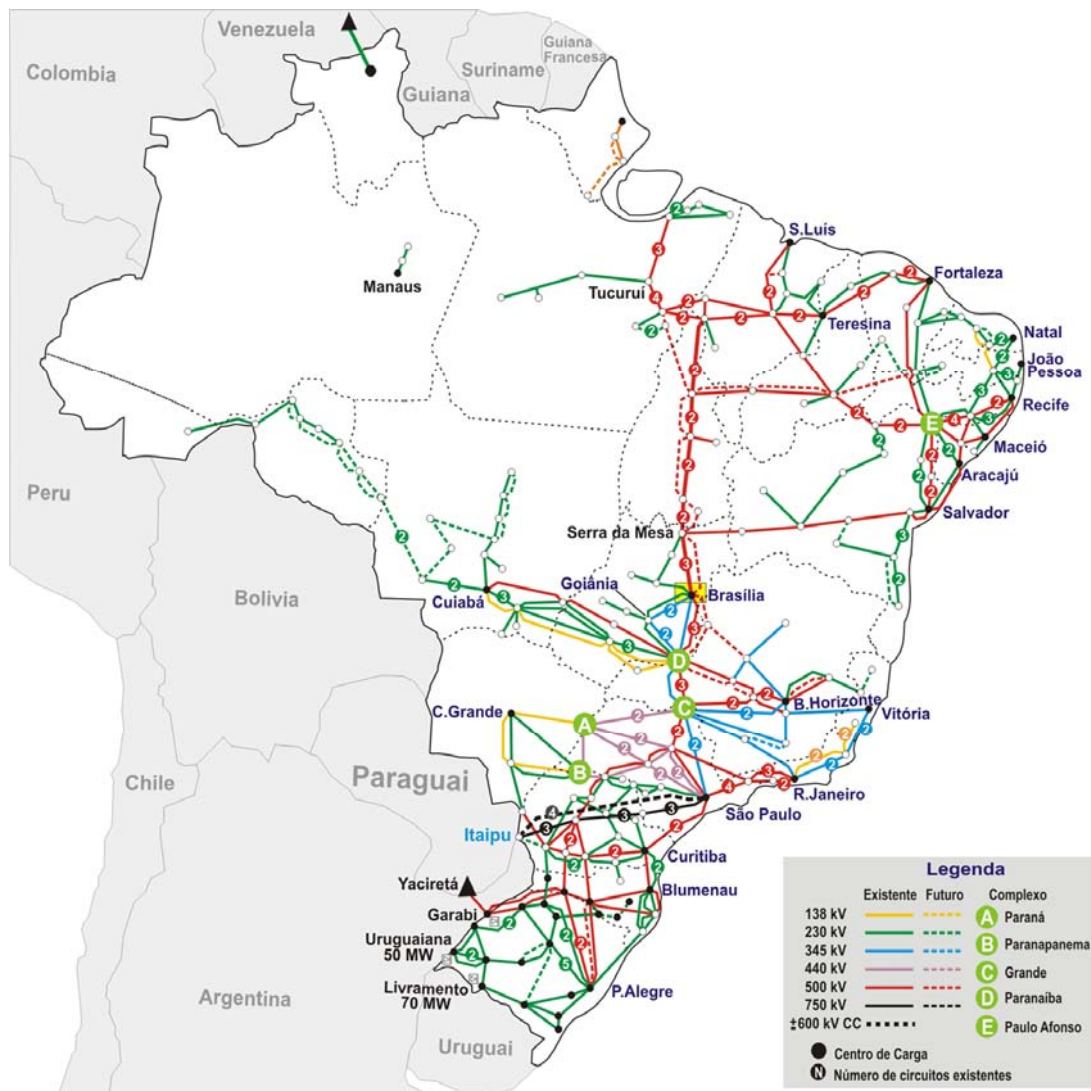 Venezuela
Guiana
Francesa
Colombia
Suriname
Guiana
S.Luís
Manaus
Tucuruí
Fortaleza
Teresina
Natal
João
Pessoa
Recife
E
Maceió
Aracajú
Peru
Salvador
Serra da Mesa
Goiânia
Brasília
Cuiabá
Bolivia
D
C
B.Horizonte
Vitória
C.Grande
A
B
Paraguai
Chile
R.Janeiro
São Paulo
Itaipu
Curitiba
Yaciretá
Blumenau
Garabi
Uruguaiana
50 MW
Livramento
70 MW
P.Alegre
Argentina
Uruguai
Legenda
Existente Futuro Complexo
138 kV A Paraná
230 kV
345 kV B Paranapanema
440 kV C Grande
500 kV D Paranaíba
750 kV
±600 kV CC E Paulo Afonso
Centro de Carga
N Número de circuitos existentes